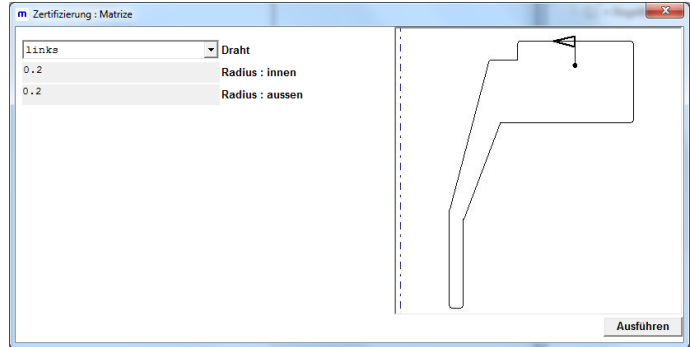 m Zertifizierung : Matrize
links Draht
0.2 Radius : innen
0.2 Radius : aussen
Ausführen